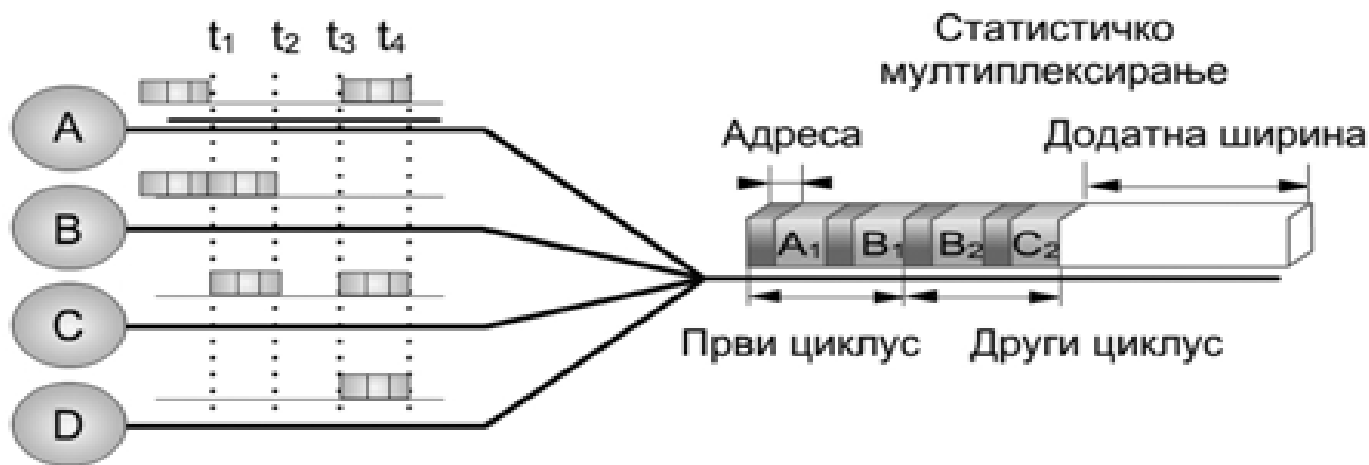 t₁ t₂ t₃ t₄
Статистичко
мултиплексирање
Адреса
Додатна ширина
A
B
C
D
A₁ B₁ B₂ C₂
Први циклус
Други циклус